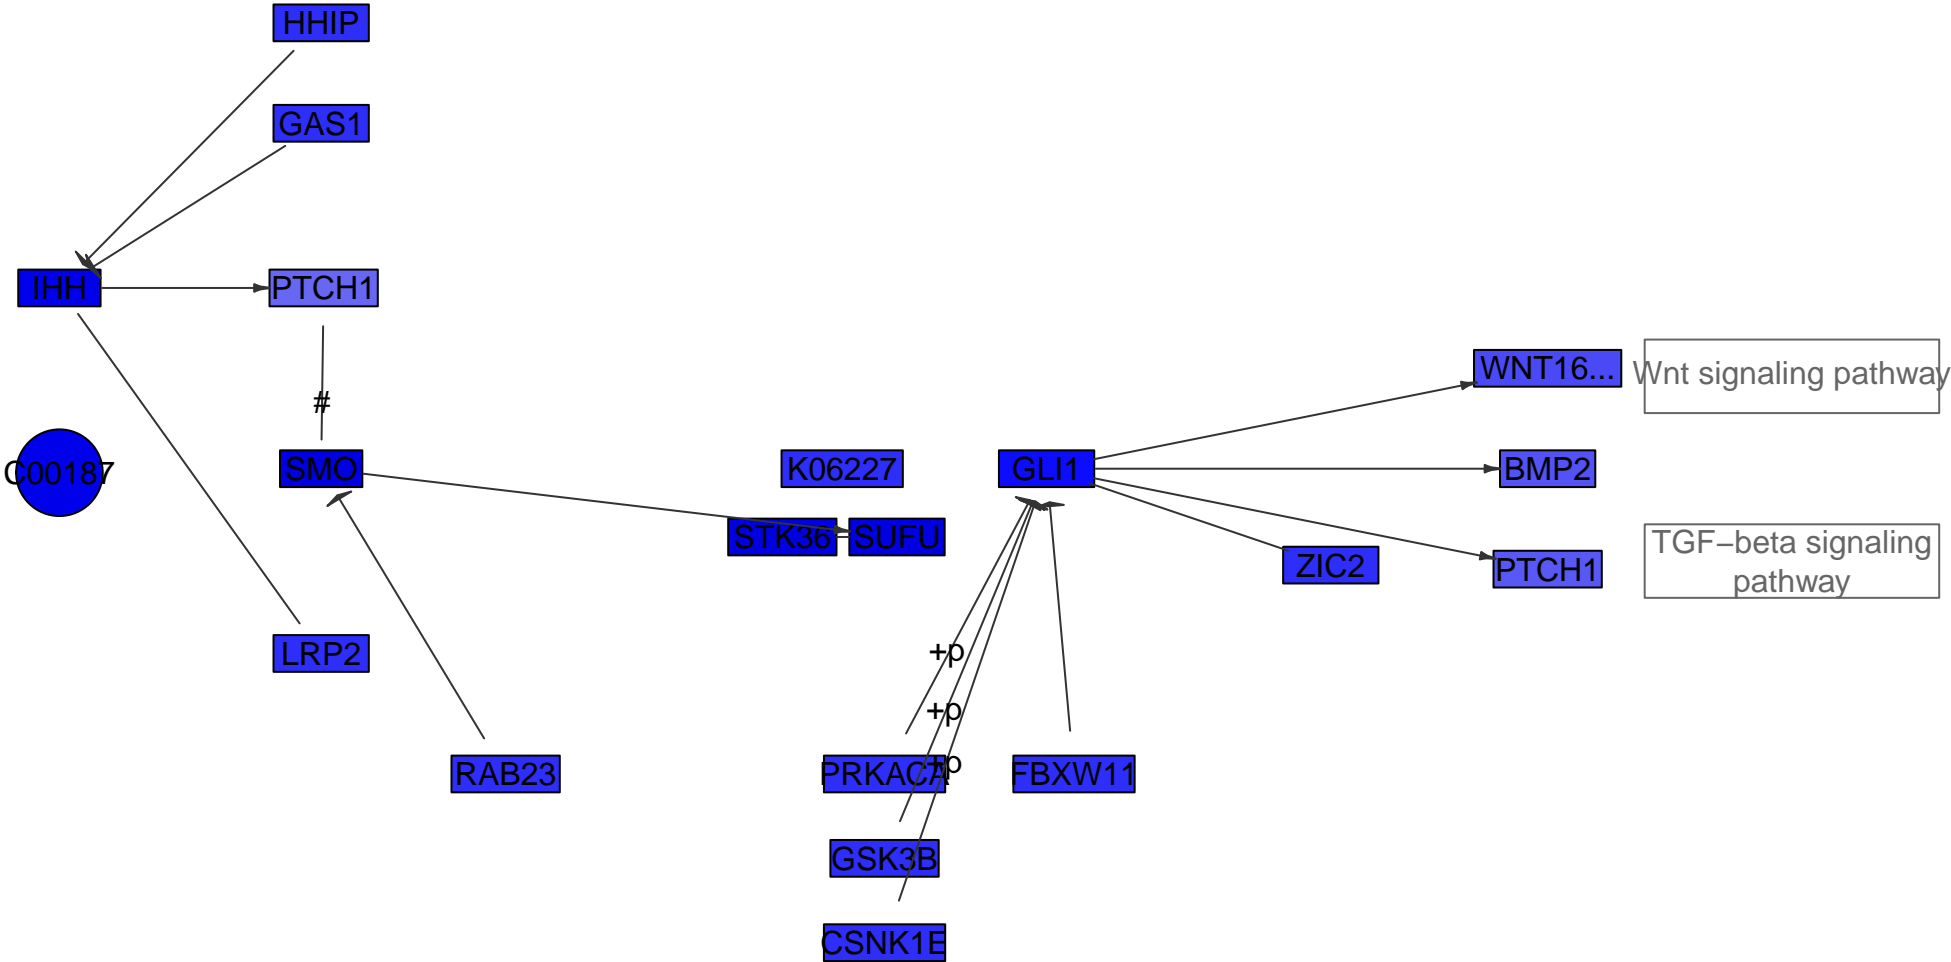 HHIP
GAS1
IHH
PTCH1
WNT16...
Wnt signaling pathway
#
C00187
SMO
K06227
GLI1
BMP2
STK36
SUFU
ZIC2
PTCH1
TGF−beta signaling
pathway
LRP2
+p
+p
+p
RAB23
PRKACA
FBXW11
GSK3B
CSNK1E